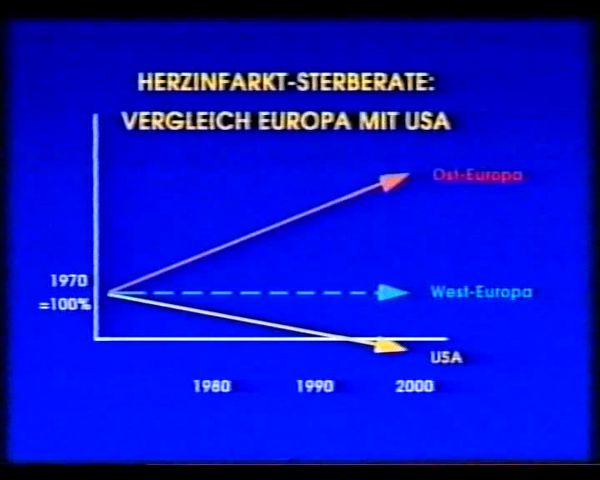 HERZINFARKT-STERBERATE:
VERGLEICH EUROPA MIT USA
Ost-Europa
1970
=100%
West-Europa
USA
1980 1990 2000